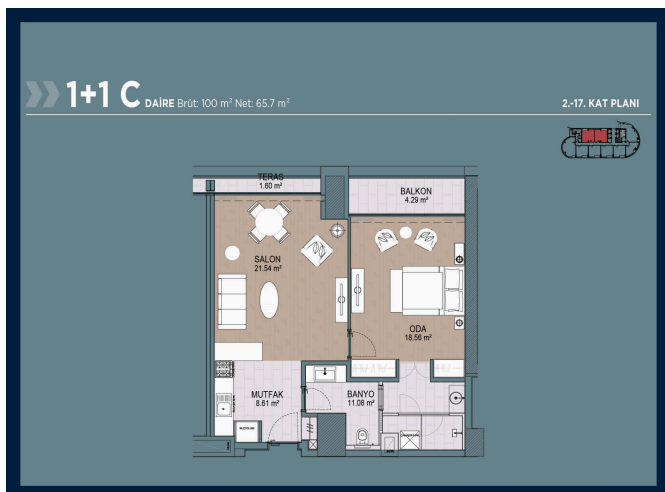 1+1 C DAİRE Brüt: 100 m² Net: 65.7 m²
2.-17. KAT PLANI
TERAS
1.60 m²
BALKON
4.29 m²
SALON
21.54 m²
ODA
18.56 m²
MUTFAK
8.61 m²
BANYO
11.08 m²